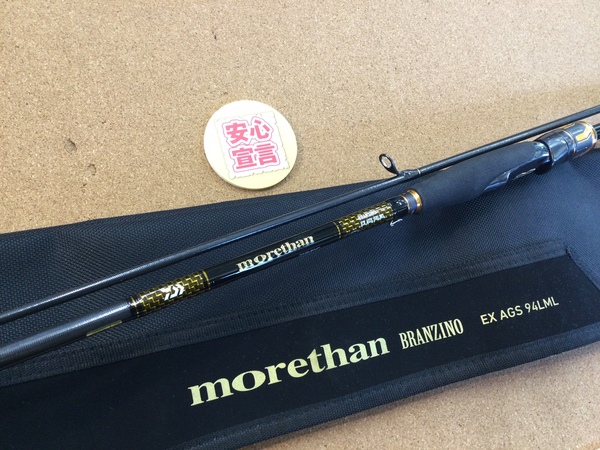 安心
宣言
morethan
morethan BRANZINO EX AGS 94LML